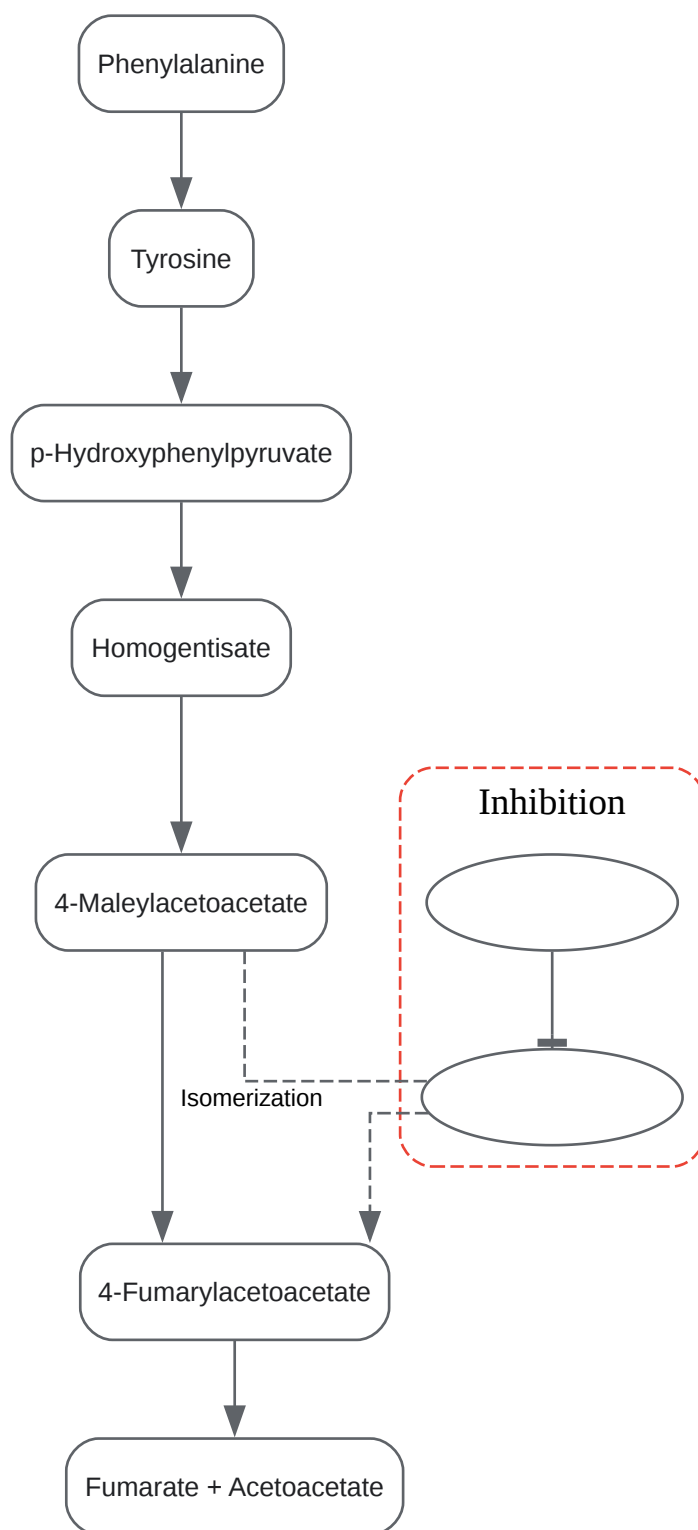 Phenylalanine
Tyrosine
p-Hydroxyphenylpyruvate
Homogentisate
Inhibition
4-Maleylacetoacetate
Isomerization
4-Fumarylacetoacetate
Fumarate + Acetoacetate